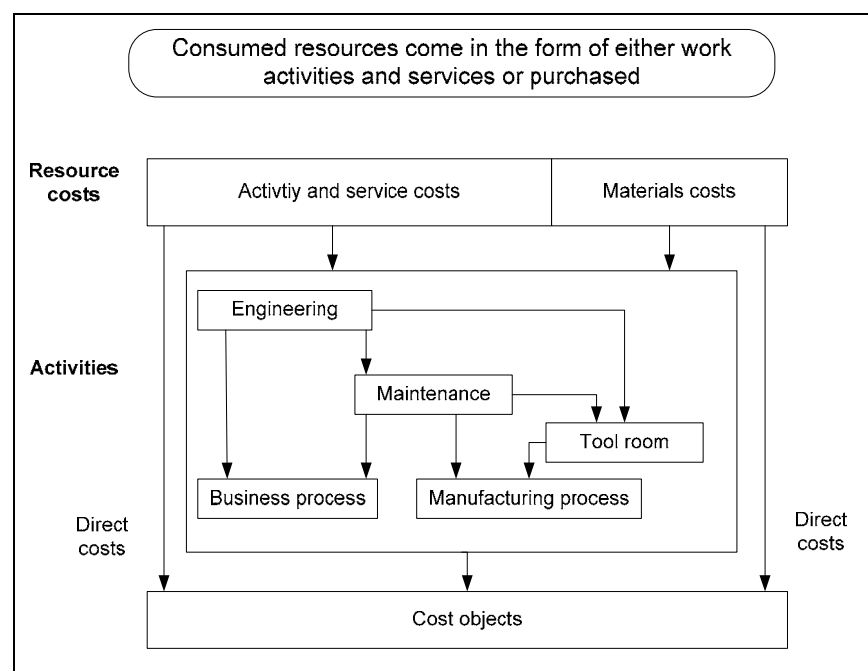 Consumed resources come in the form of either work
activities and services or purchased
Resource
costs
Activtiy and service costs
Materials costs
Engineering
Activities
Maintenance
Tool room
Business process
Manufacturing process
Direct
costs
Direct
costs
Cost objects